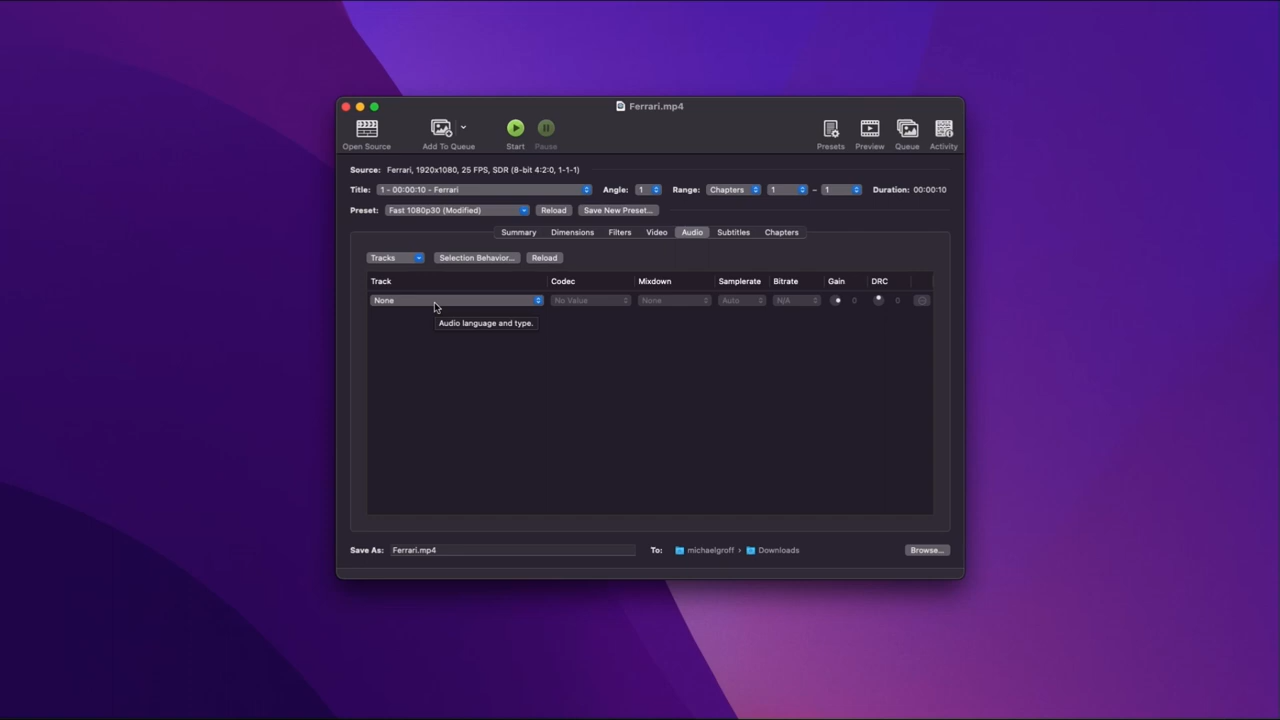 Ferrari.mp4
Open Source Add To Queue Start Pause Presets Preview Queue Activity
Source: Ferrari, 1920x1080, 25 FPS, SDR (8-bit 4:2:0, 1-1-1)
Title: 1 - 00:00:10 - Ferrari Angle: 1 Range: Chapters 1 – 1 Duration: 00:00:10
Preset: Fast 1080p30 (Modified) Reload Save New Preset...
Summary Dimensions Filters Video Audio Subtitles Chapters
Tracks Selection Behavior... Reload
Track Codec Mixdown Samplerate Bitrate Gain DRC
None No Value None Auto N/A 0 0
Audio language and type.
Save As: Ferrari.mp4 To: michaelgroff › Downloads Browse...